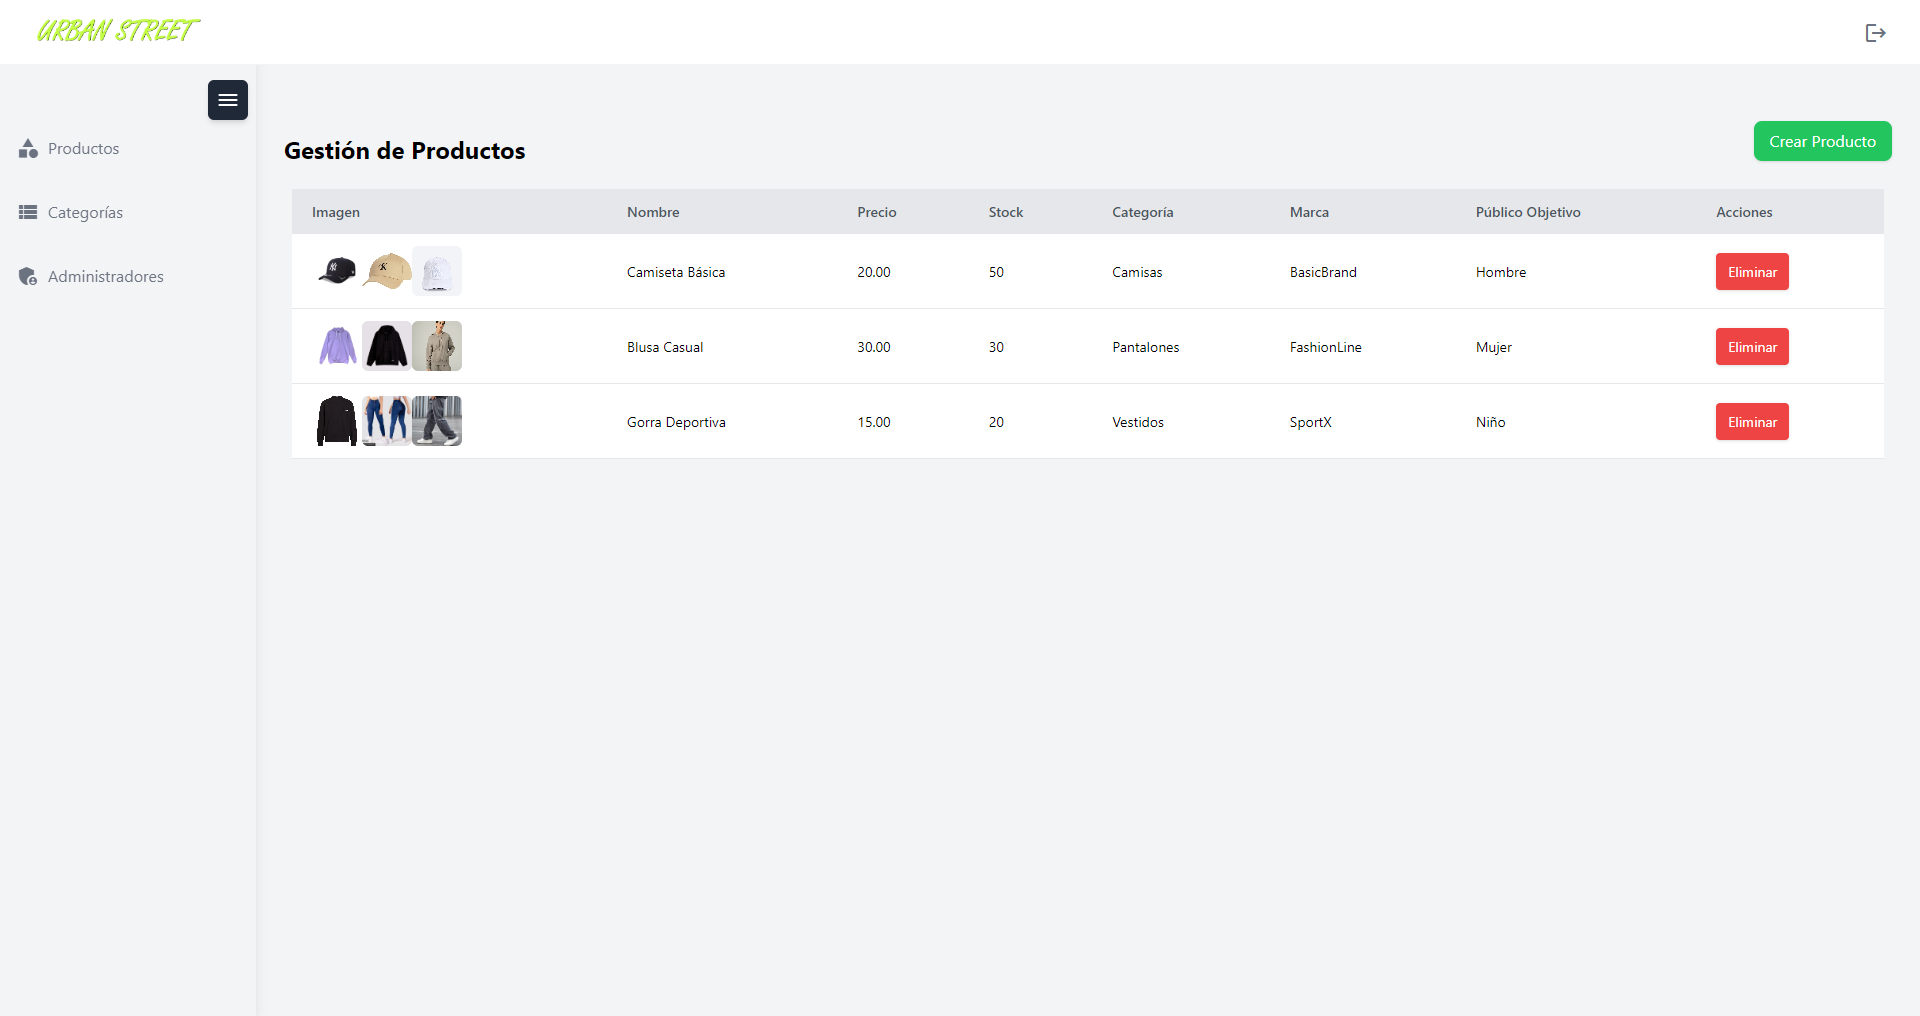 URBAN STREET
Productos
Categorías
Administradores
Gestión de Productos
Crear Producto
Imagen Nombre Precio Stock Categoría Marca Público Objetivo Acciones
Camiseta Básica 20.00 50 Camisas BasicBrand Hombre Eliminar
Blusa Casual 30.00 30 Pantalones FashionLine Mujer Eliminar
Gorra Deportiva 15.00 20 Vestidos SportX Niño Eliminar